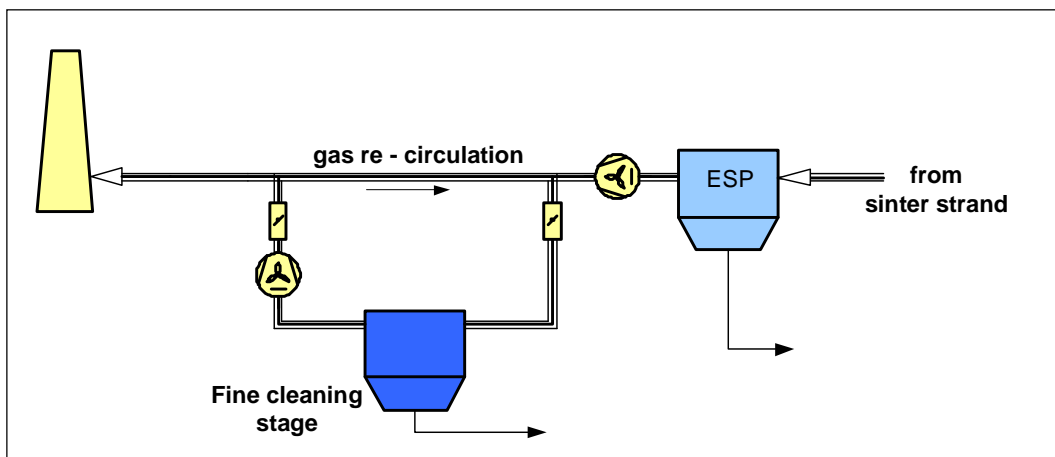 gas re - circulation
ESP
from
sinter strand
Fine cleaning
stage